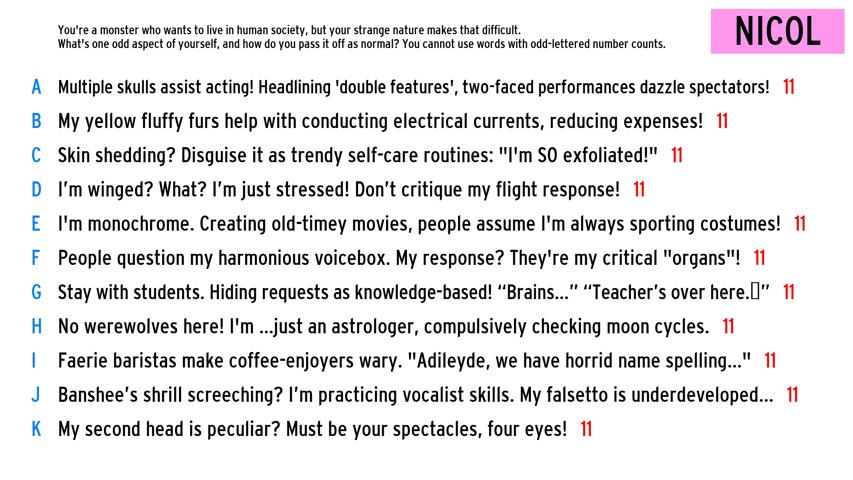 You're a monster who wants to live in human society, but your strange nature makes that difficult.
What's one odd aspect of yourself, and how do you pass it off as normal? You cannot use words with odd-lettered number counts.
NICOL
A Multiple skulls assist acting! Headlining 'double features', two-faced performances dazzle spectators! 11
B My yellow fluffy furs help with conducting electrical currents, reducing expenses! 11
C Skin shedding? Disguise it as trendy self-care routines: "I'm SO exfoliated!" 11
D I’m winged? What? I’m just stressed! Don’t critique my flight response! 11
E I'm monochrome. Creating old-timey movies, people assume I'm always sporting costumes! 11
F People question my harmonious voicebox. My response? They're my critical "organs"! 11
G Stay with students. Hiding requests as knowledge-based! “Brains...” “Teacher’s over here.” 11
H No werewolves here! I'm ...just an astrologer, compulsively checking moon cycles. 11
I Faerie baristas make coffee-enjoyers wary. "Adileyde, we have horrid name spelling..." 11
J Banshee’s shrill screeching? I’m practicing vocalist skills. My falsetto is underdeveloped... 11
K My second head is peculiar? Must be your spectacles, four eyes! 11